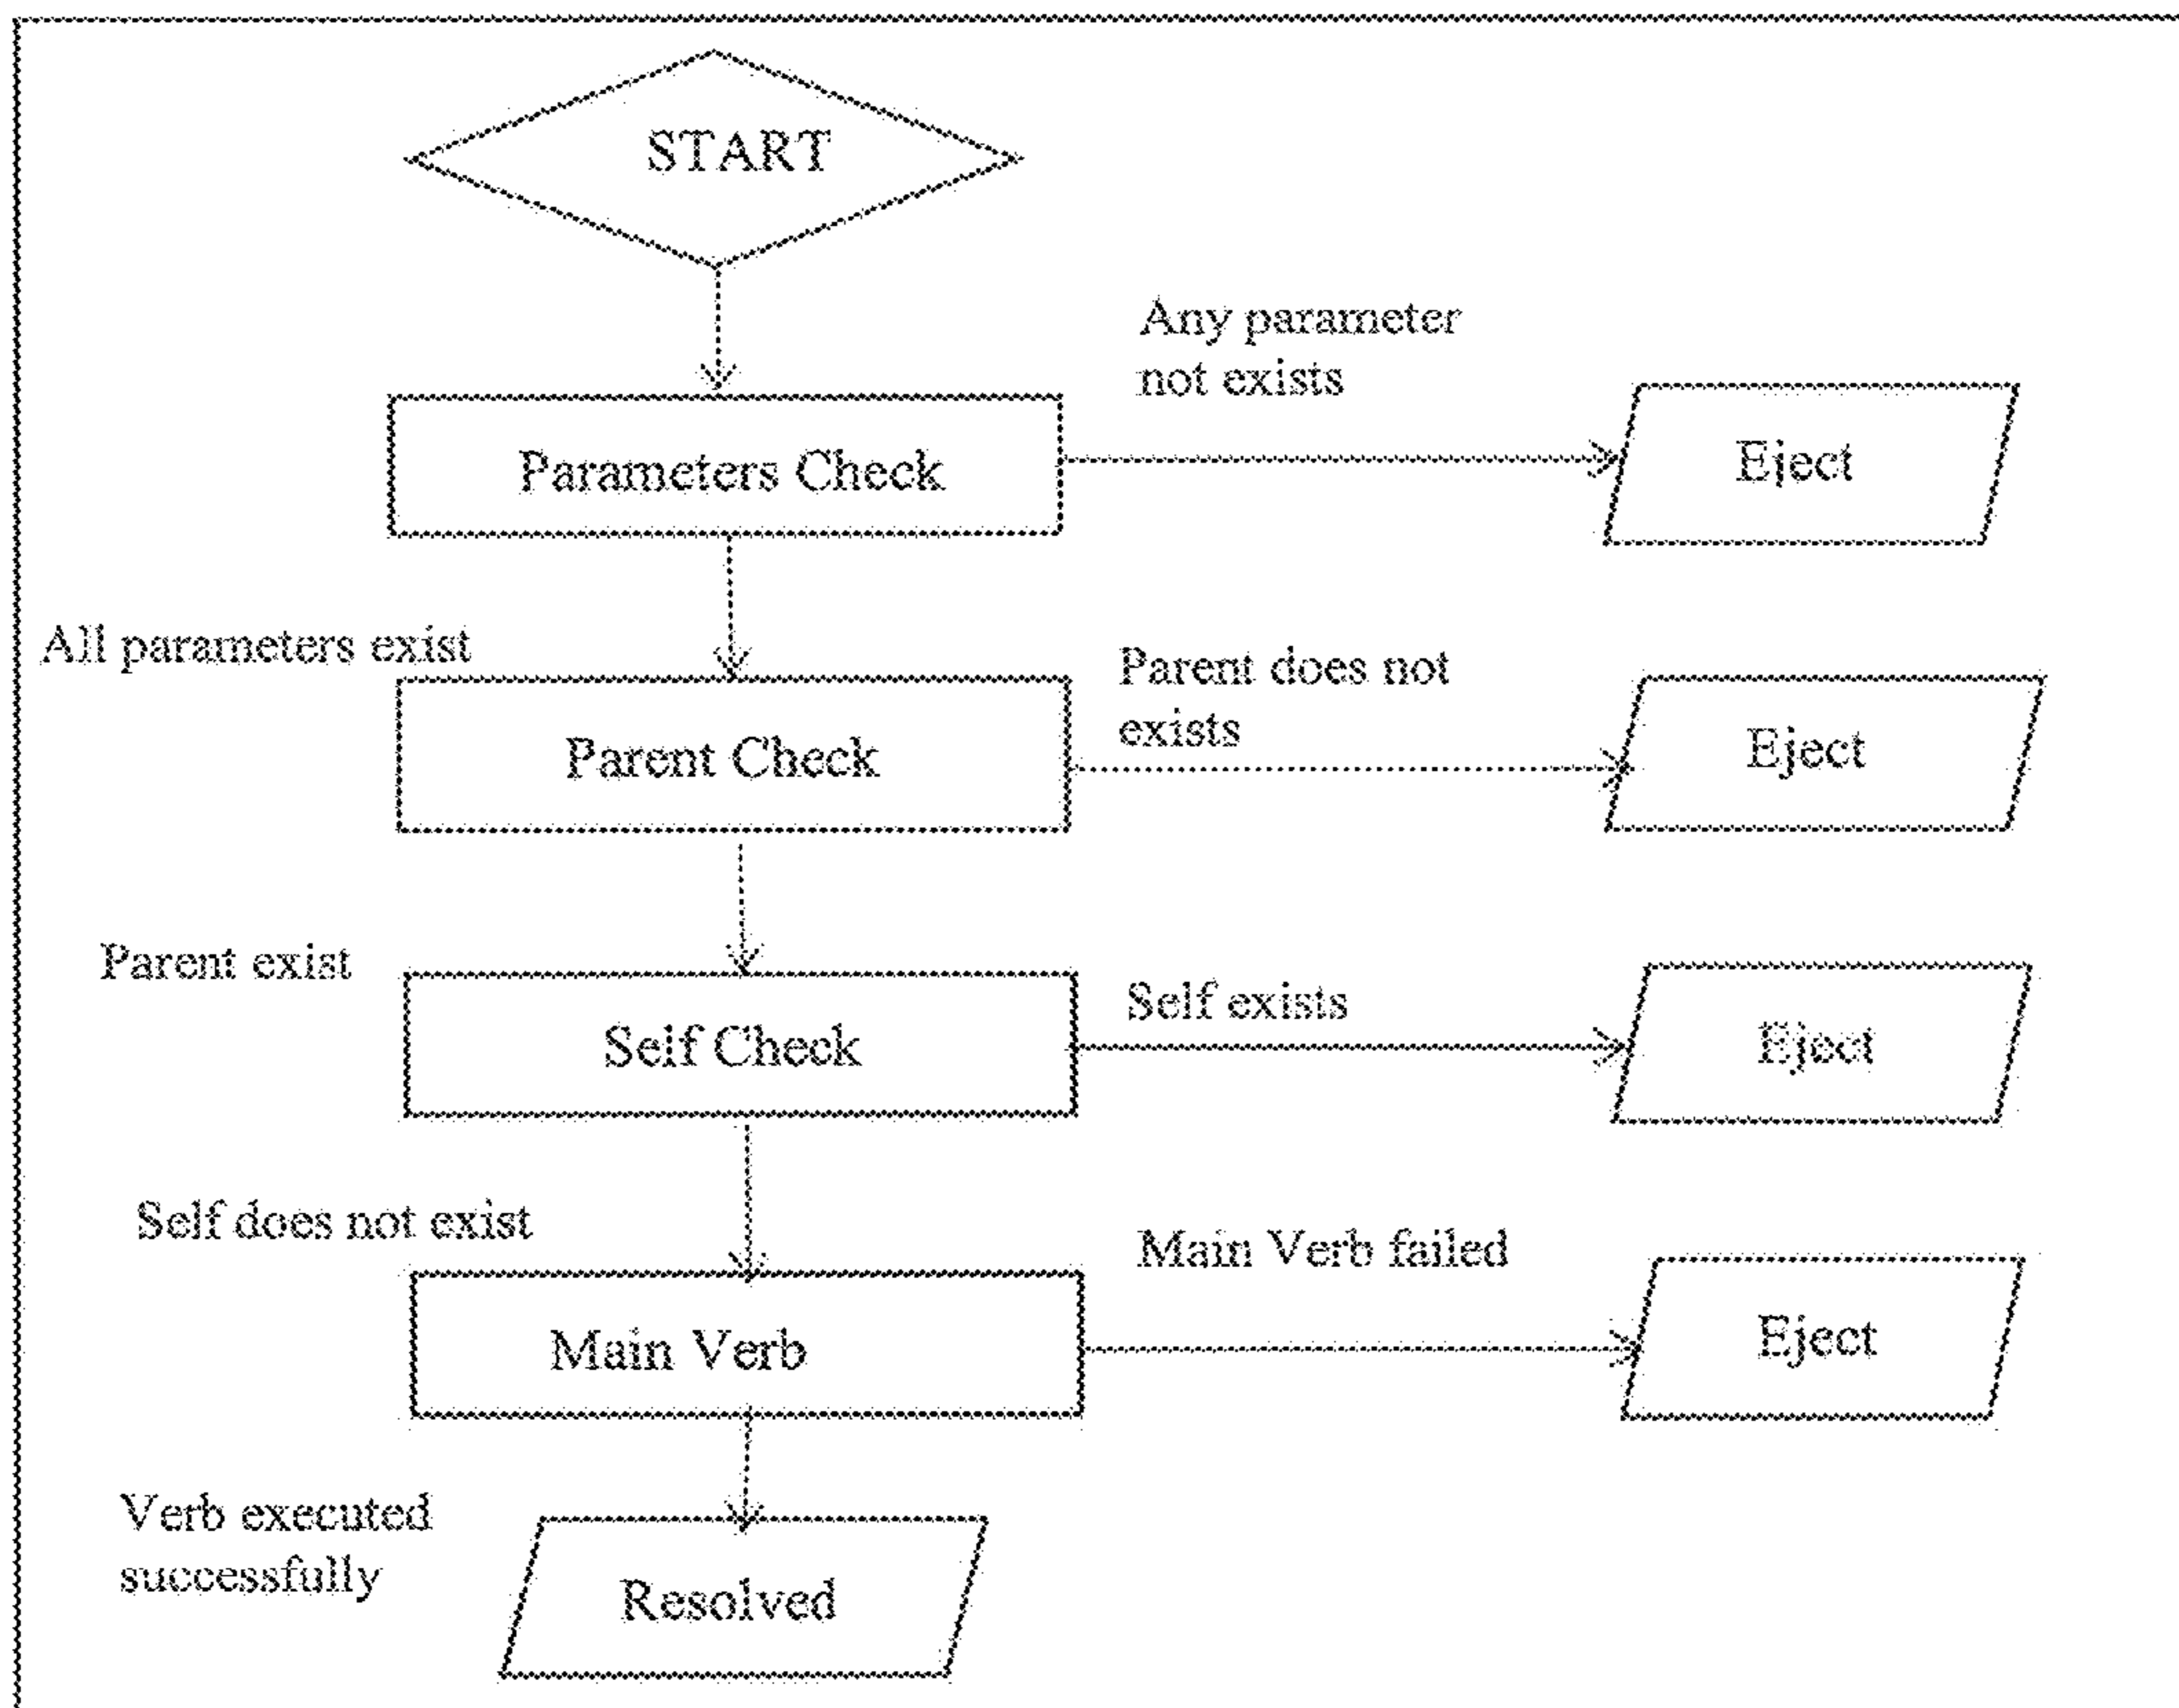 START
Any parameter
not exists
Parameters Check
Eject
All parameters exist
Parent does not
exists
Parent Check
Eject
Parent exist
Self exists
Self Check
Eject
Self does not exist
Main Verb failed
Main Verb
Eject
Verb executed
successfully
Resolved